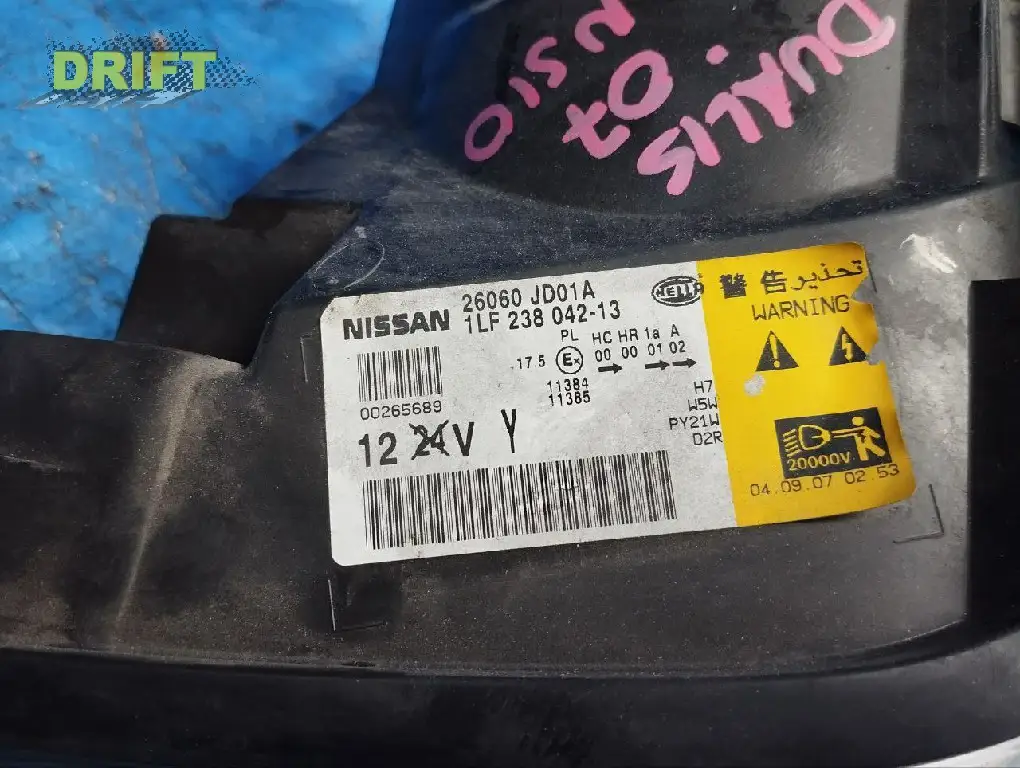 DRIFT
DUALIS
07
RS10
26060 JD01A
NISSAN 1LF 238 042-13
HELLA
PL HC HR 1a A
.17 5 E 00 00 01 02
11384
11385
00265689
12 24V Y
H7
W5W
PY21W
D2R
警告 تحذير
WARNING
20000V
04.09.07 02 53